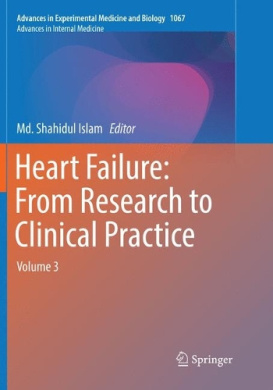 Advances in Experimental Medicine and Biology 1067
Advances in Internal Medicine
Md. Shahidul Islam Editor
Heart Failure:
From Research to
Clinical Practice
Volume 3
Springer